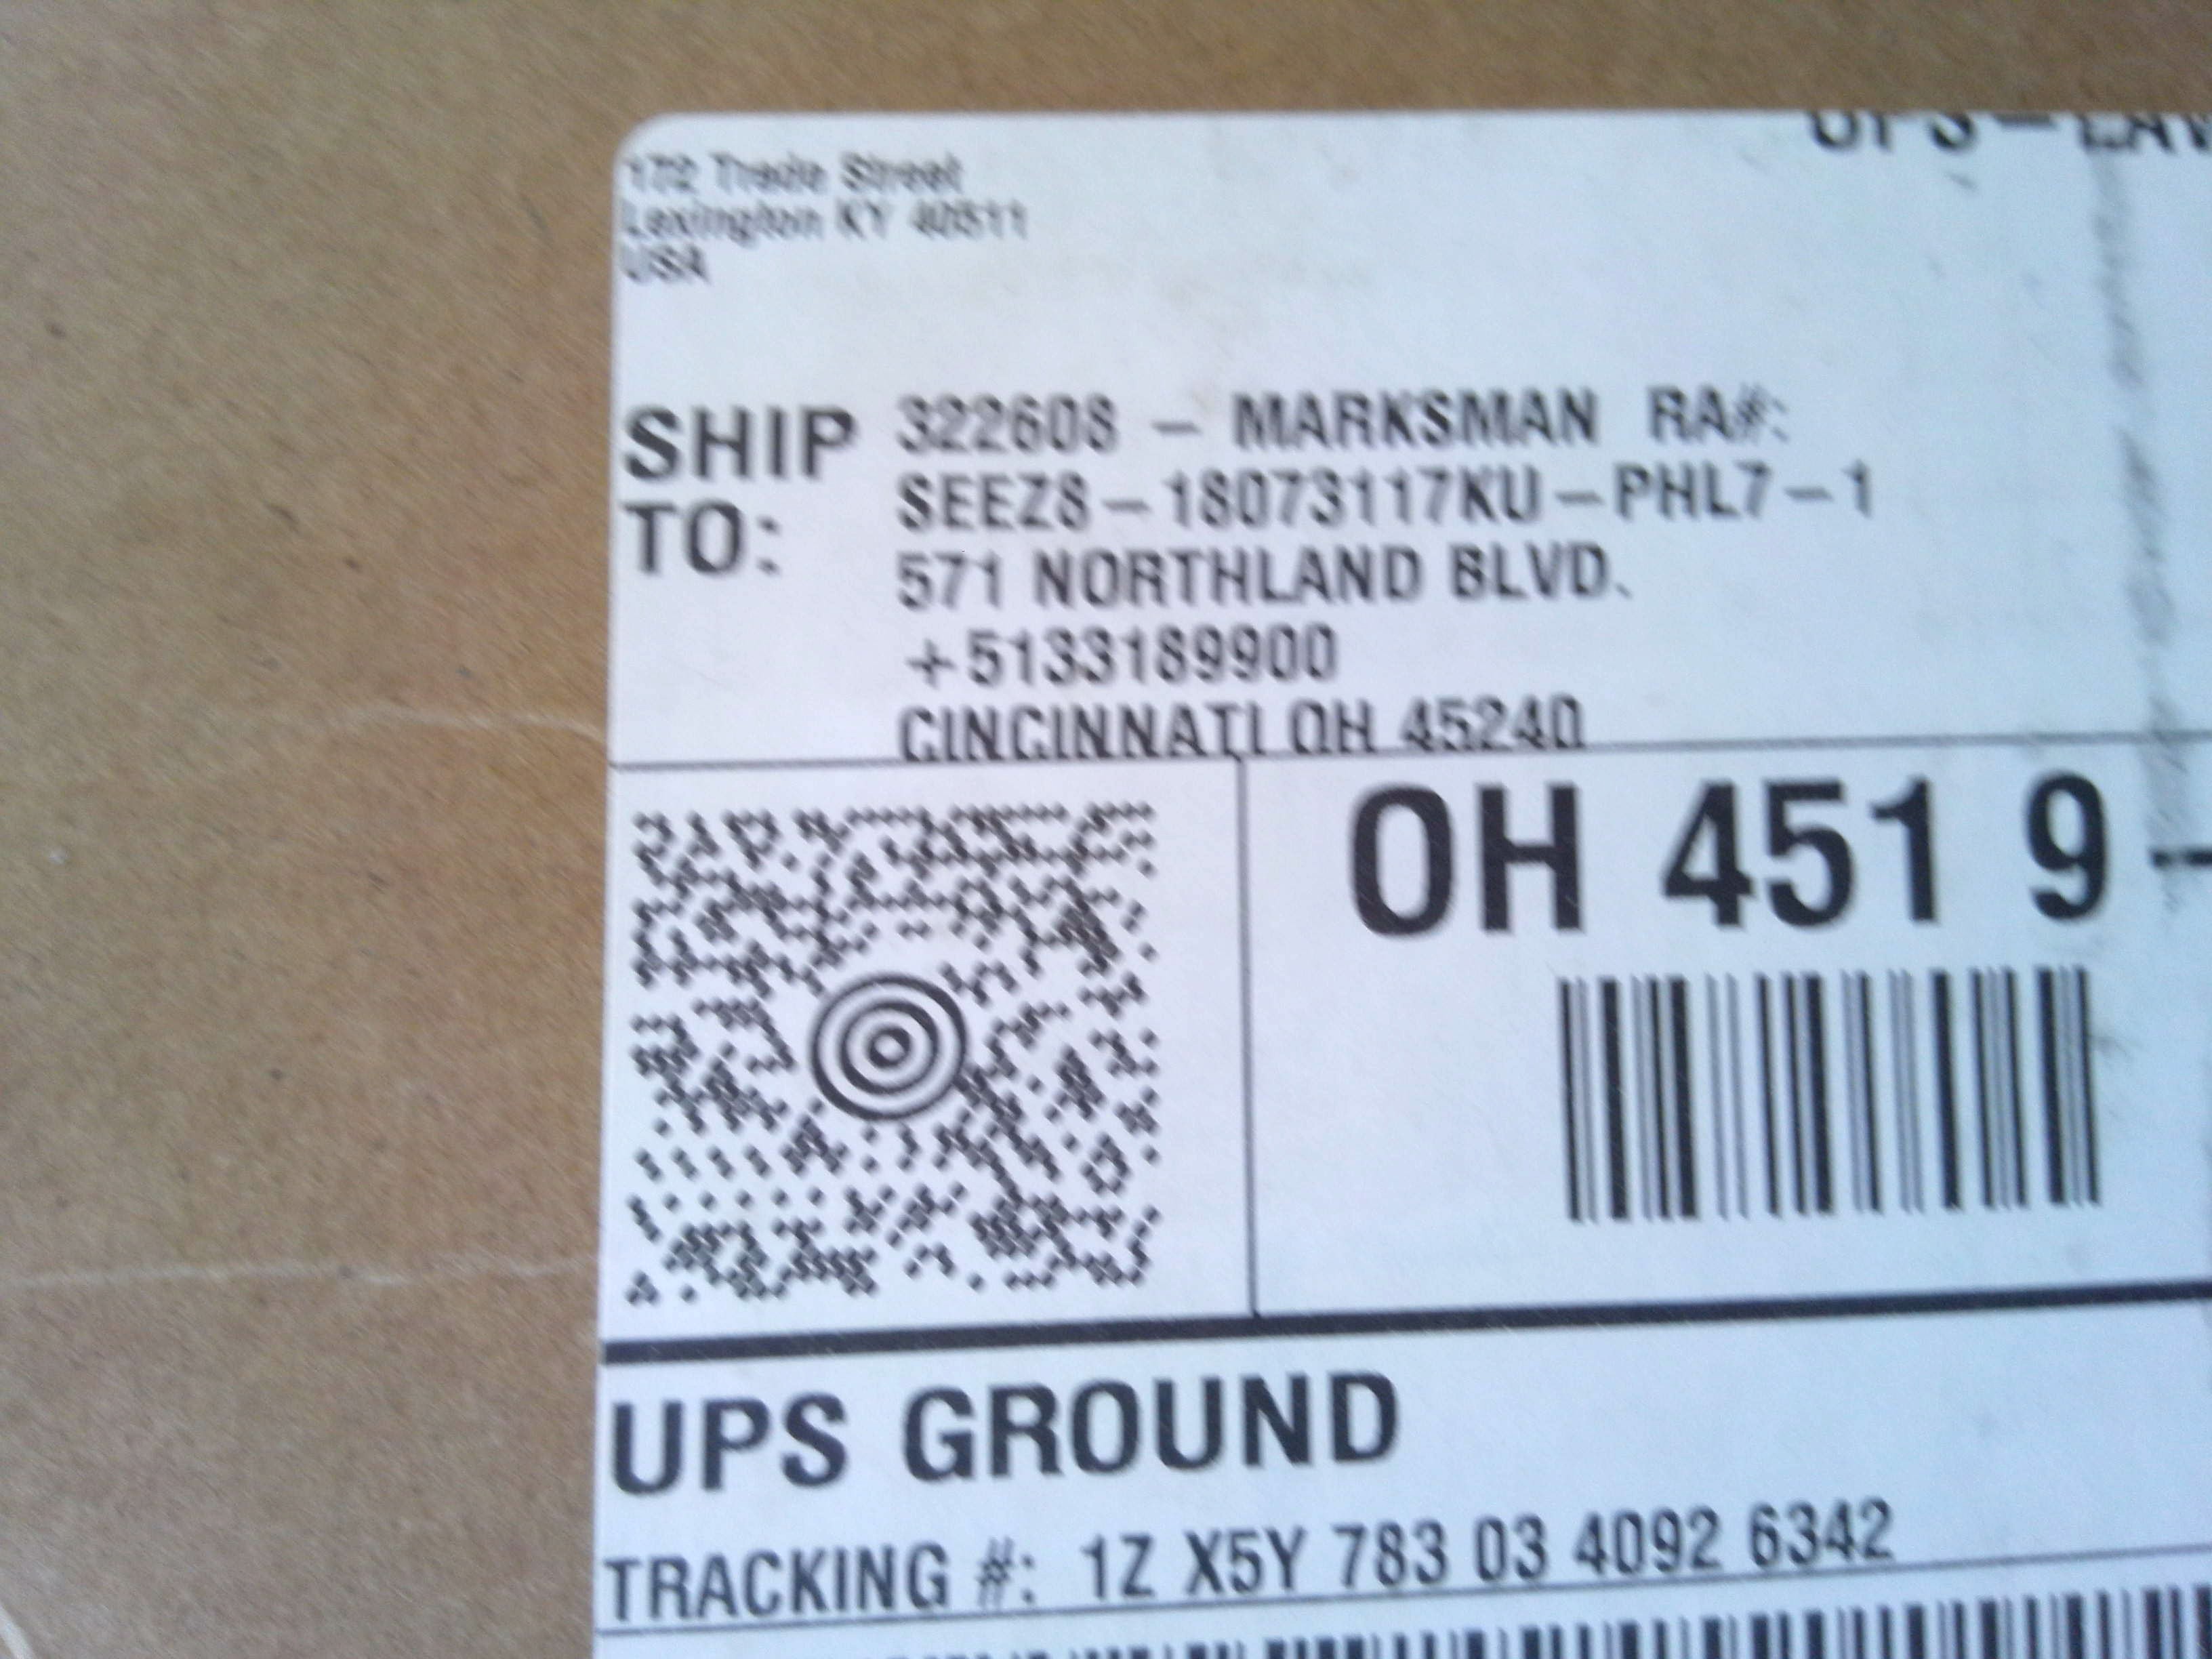 172 Trade Street
Lexington KY 40511
USA
SHIP TO:
322608 - MARKSMAN RA#:
SEEZ8-18073117KU-PHL7-1
571 NORTHLAND BLVD.
+5133189900
CINCINNATI OH 45240
OH 451 9-
UPS GROUND
TRACKING #: 1Z X5Y 783 03 4092 6342